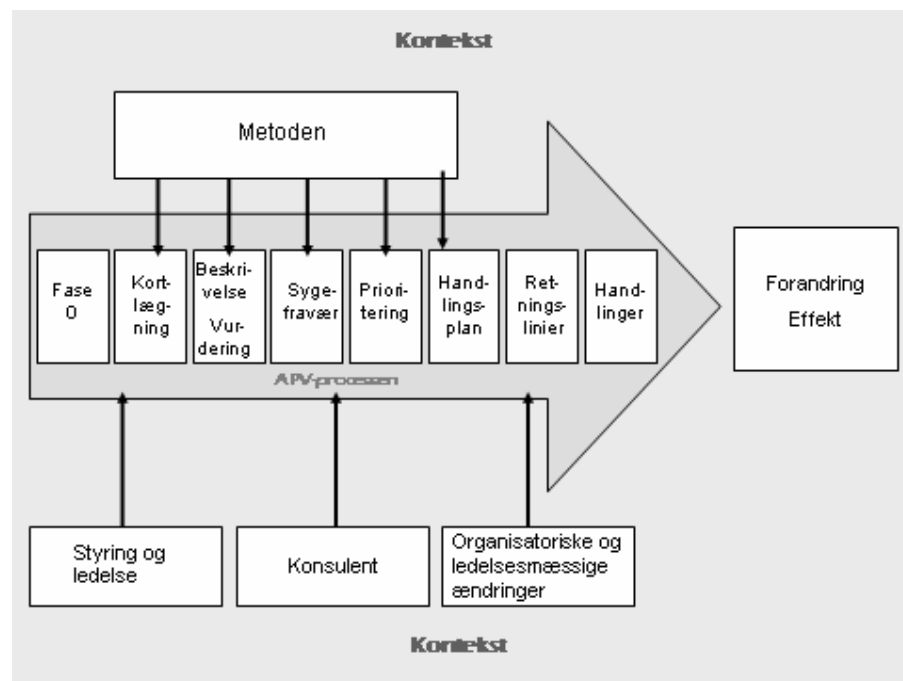 Kontekst
Metoden
Fase
0
Kort-
læg-
ning
Beskri-
velse
Vur-
dering
Syge-
fravær
Priori-
tering
Hand-
lings-
plan
Ret-
nings-
linier
Hand-
linger
APV-processen
Forandring
Effekt
Styring og
ledelse
Konsulent
Organisatoriske og
ledelsesmæssige
ændringer
Kontekst